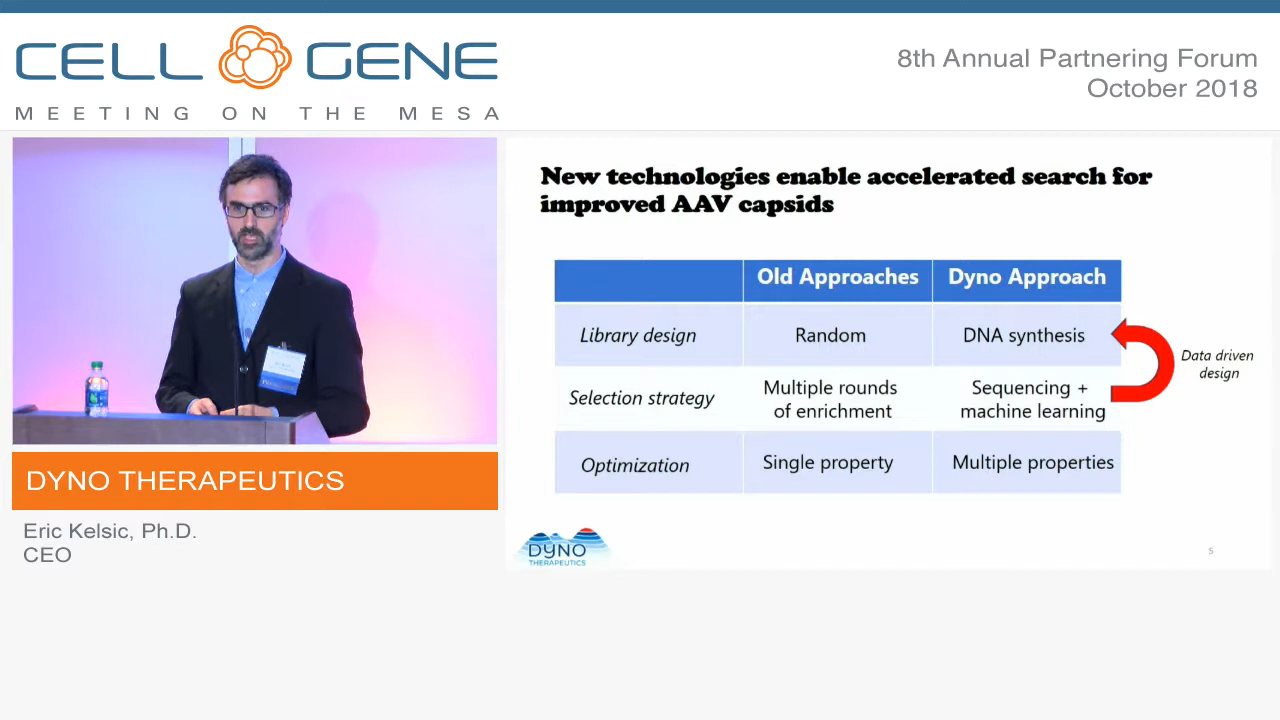 CELL GENE
MEETING ON THE MESA
8th Annual Partnering Forum
October 2018
New technologies enable accelerated search for
improved AAV capsids
Old Approaches
Dyno Approach
Library design
Random
DNA synthesis
Selection strategy
Multiple rounds
of enrichment
Sequencing +
machine learning
Optimization
Single property
Multiple properties
Data driven
design
DYNO
THERAPEUTICS
5
DYNO THERAPEUTICS
Eric Kelsic, Ph.D.
CEO